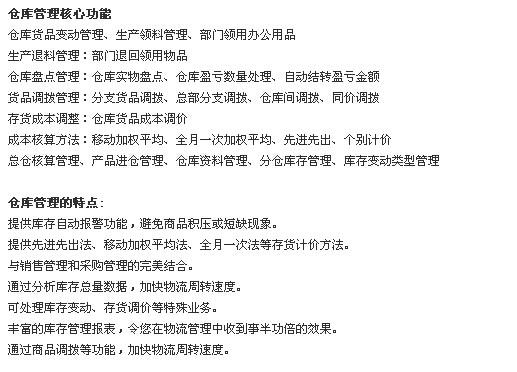 仓库管理核心功能
仓库货品变动管理、生产领料管理、部门领用办公用品
生产退料管理：部门退回领用物品
仓库盘点管理：仓库实物盘点、仓库盈亏数量处理、自动结转盈亏金额
货品调拨管理：分支货品调拨、总部分支调拨、仓库间调拨、同价调拨
存货成本调整：仓库货品成本调价
成本核算方法：移动加权平均、全月一次加权平均、先进先出、个别计价
总仓核算管理、产品进仓管理、仓库资料管理、分仓库存管理、库存变动类型管理
仓库管理的特点:
提供库存自动报警功能，避免商品积压或短缺现象。
提供先进先出法、移动加权平均法、全月一次法等存货计价方法。
与销售管理和采购管理的完美结合。
通过分析库存总量数据，加快物流周转速度。
可处理库存变动、存货调价等特殊业务。
丰富的库存管理报表，令您在物流管理中收到事半功倍的效果。
通过商品调拨等功能，加快物流周转速度。